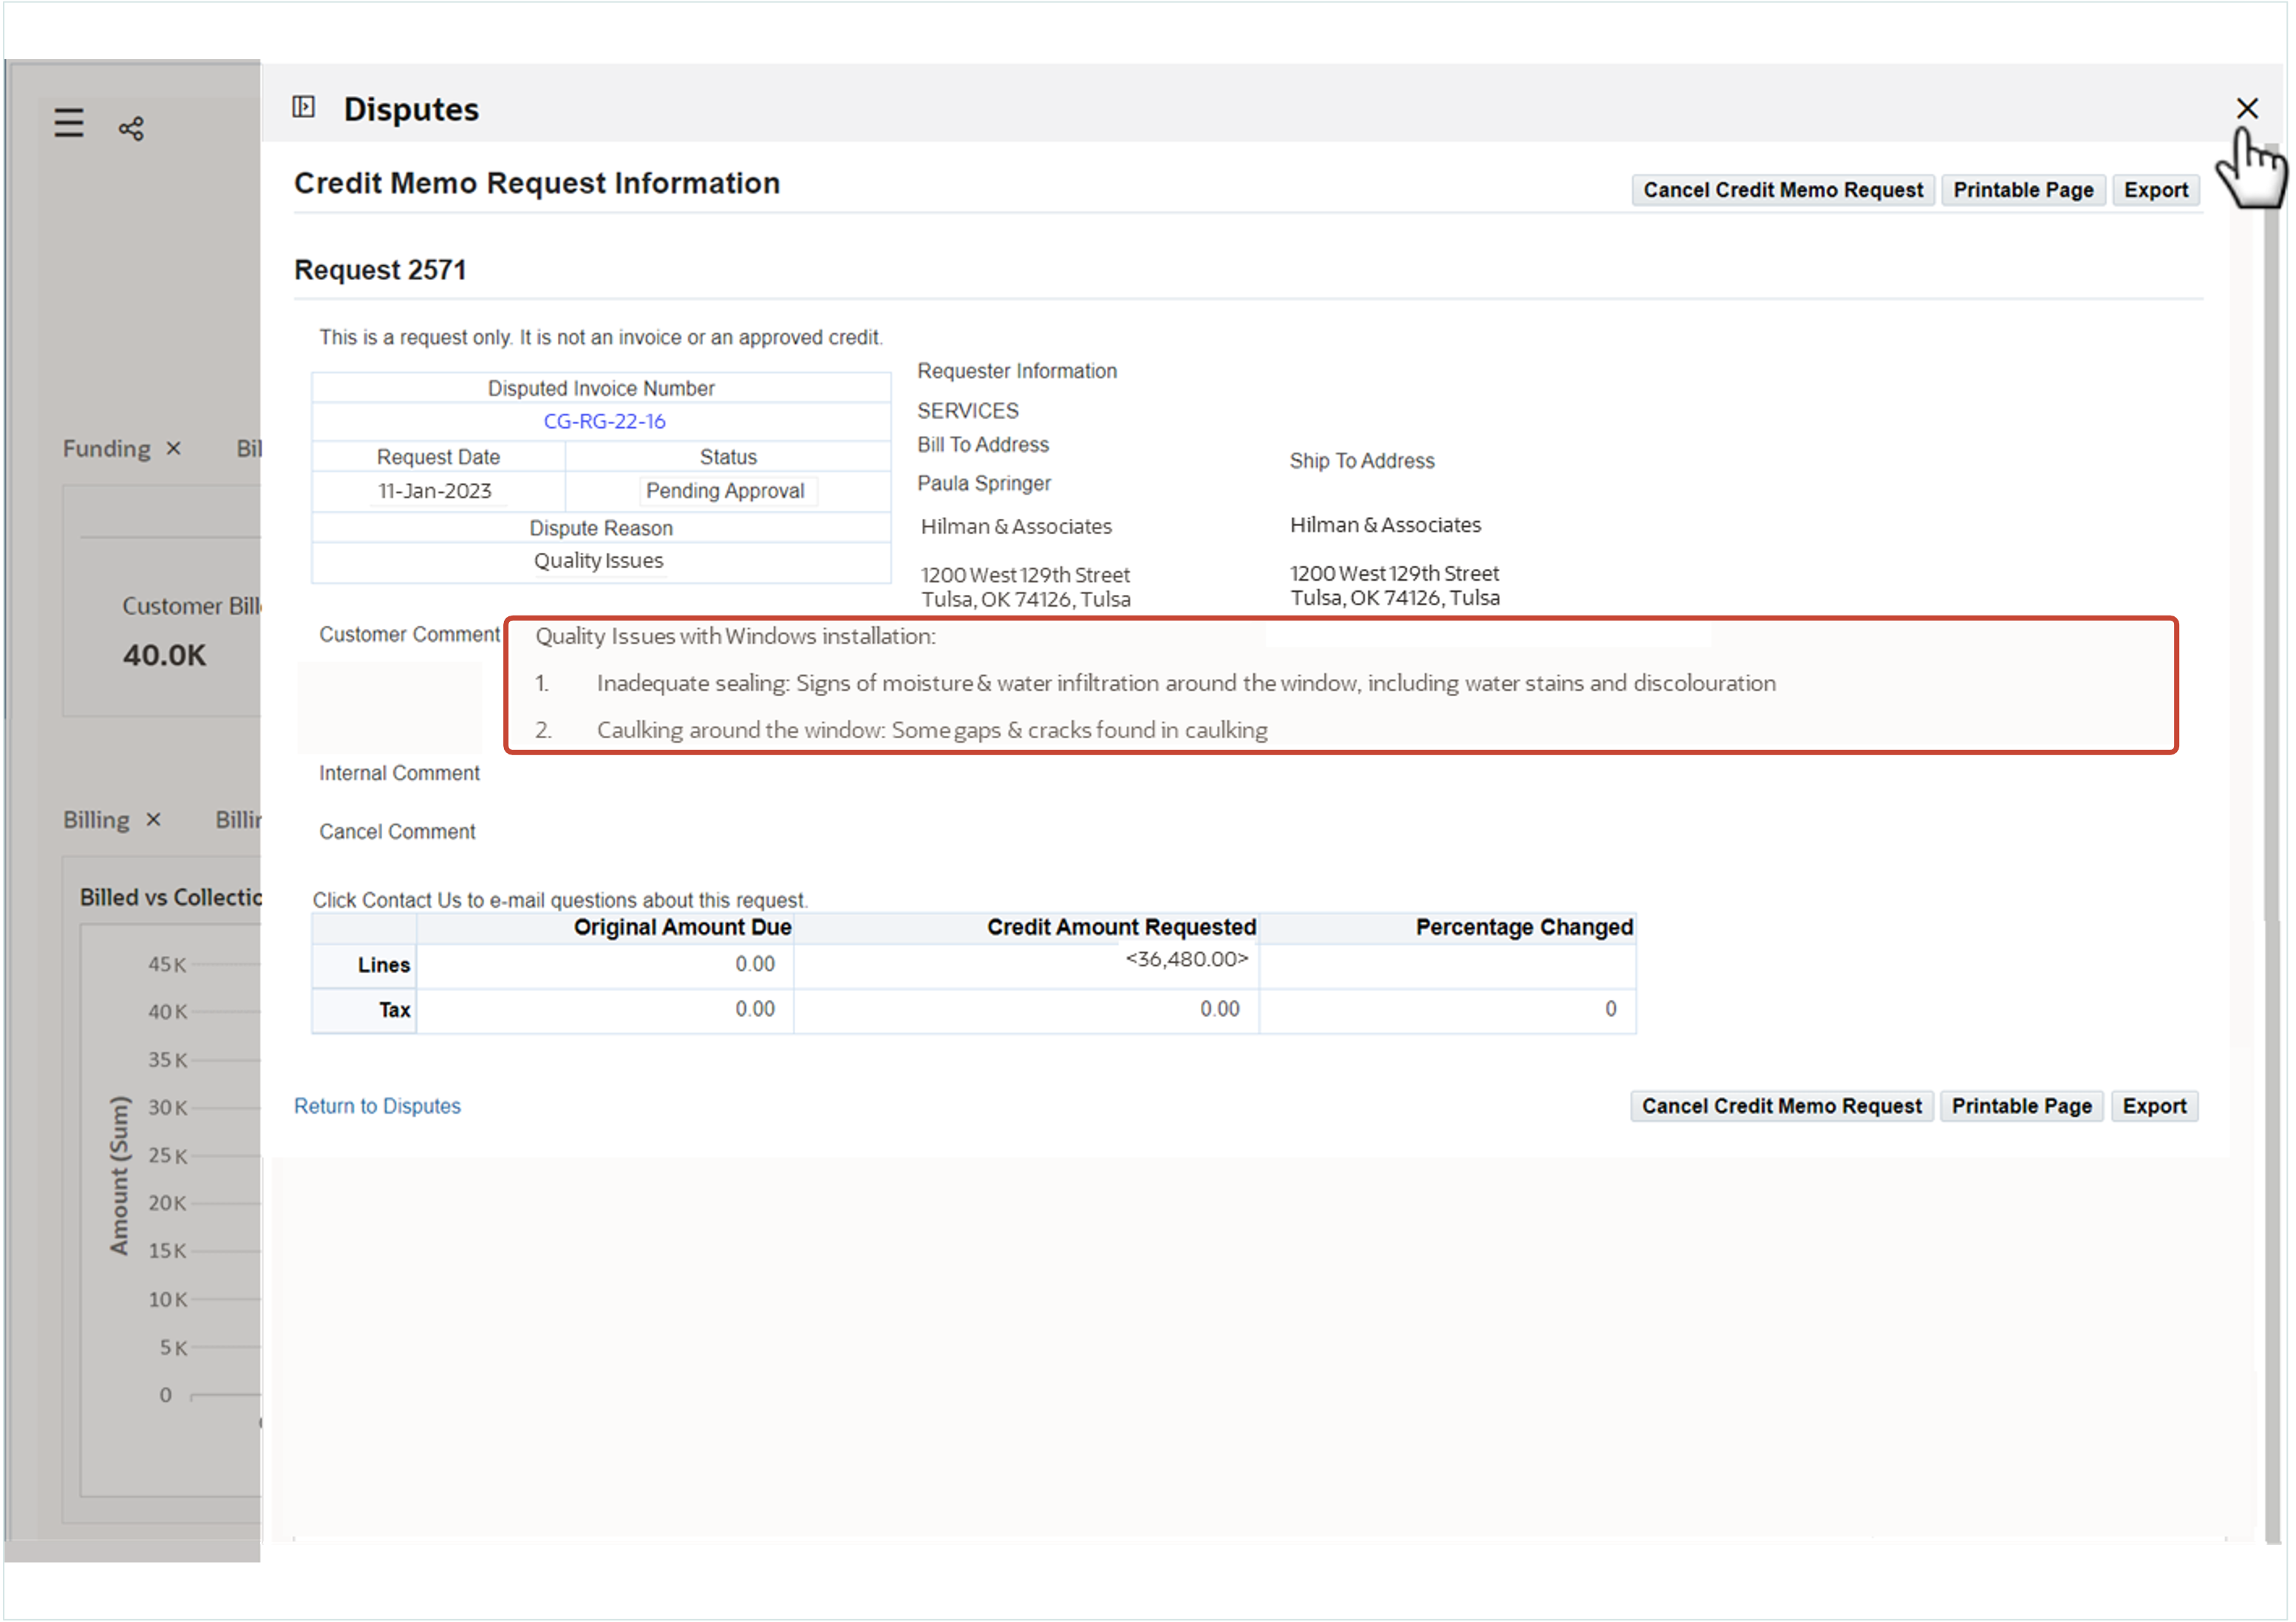 Disputes
Credit Memo Request Information
Cancel Credit Memo Request
Printable Page
Export
Request 2571
This is a request only. It is not an invoice or an approved credit.
Disputed Invoice Number
CG-RG-22-16
Request Date
Status
11-Jan-2023
Pending Approval
Dispute Reason
Quality Issues
Requester Information
SERVICES
Bill To Address
Paula Springer
Hilman & Associates
1200 West 129th Street
Tulsa, OK 74126, Tulsa
Ship To Address
Hilman & Associates
1200 West 129th Street
Tulsa, OK 74126, Tulsa
Customer Comment
Quality Issues with Windows installation:
1. Inadequate sealing: Signs of moisture & water infiltration around the window, including water stains and discolouration
2. Caulking around the window: Some gaps & cracks found in caulking
Internal Comment
Cancel Comment
Click Contact Us to e-mail questions about this request.
Original Amount Due
Credit Amount Requested
Percentage Changed
Lines
0.00
<36,480.00>
Tax
0.00
0.00
0
Return to Disputes
Cancel Credit Memo Request
Printable Page
Export
Funding
Customer
40.0K
Billing
Billed vs
45 K
40 K
35 K
30 K
25 K
20 K
15 K
10 K
5 K
0
Amount (Sum)